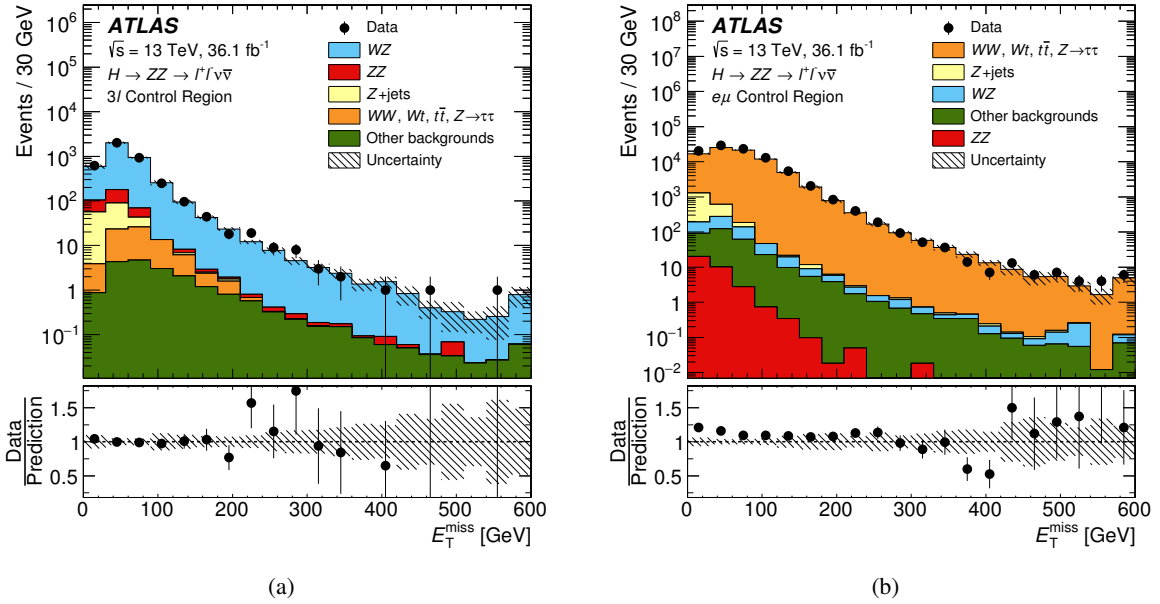 ATLAS
√s = 13 TeV, 36.1 fb⁻¹
H → ZZ → l⁺l⁻νν̅
3l Control Region
Data
WZ
ZZ
Z+jets
WW, Wt, tt̅, Z→ττ
Other backgrounds
Uncertainty
Events / 30 GeV
10⁶
10⁵
10⁴
10³
10²
10
1
10⁻¹
Data
Prediction
1.5
1
0.5
0 100 200 300 400 500 600
E_T^miss [GeV]
(a)
ATLAS
√s = 13 TeV, 36.1 fb⁻¹
H → ZZ → l⁺l⁻νν̅
eμ Control Region
Data
WW, Wt, tt̅, Z→ττ
Z+jets
WZ
Other backgrounds
ZZ
Uncertainty
Events / 30 GeV
10⁸
10⁷
10⁶
10⁵
10⁴
10³
10²
10
1
10⁻¹
10⁻²
Data
Prediction
1.5
1
0.5
0 100 200 300 400 500 600
E_T^miss [GeV]
(b)